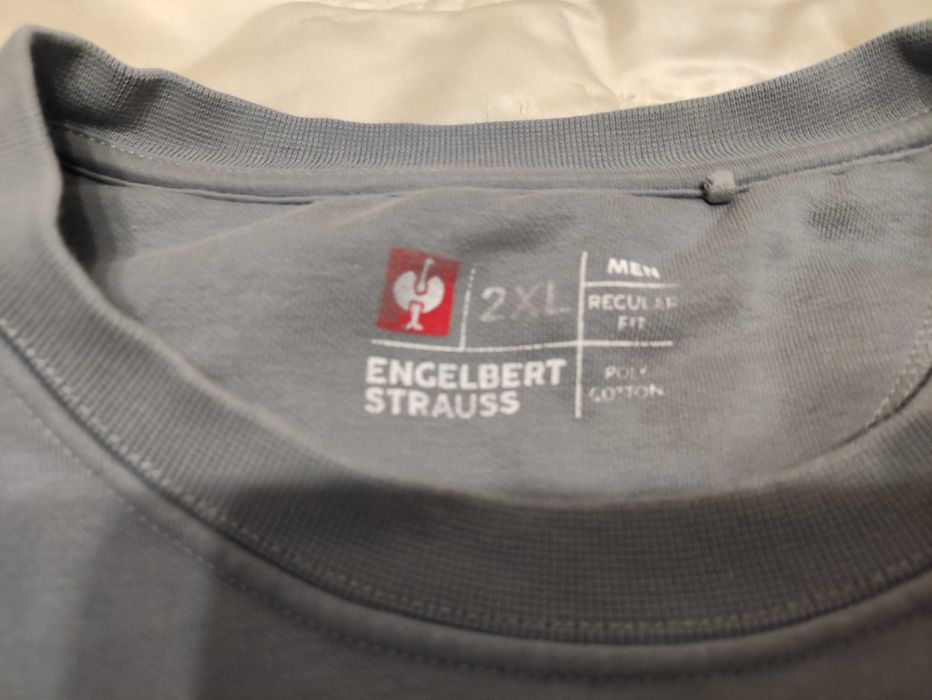 2XL
MEN
REGULAR
FIT
ENGELBERT
STRAUSS
POLY
COTTON